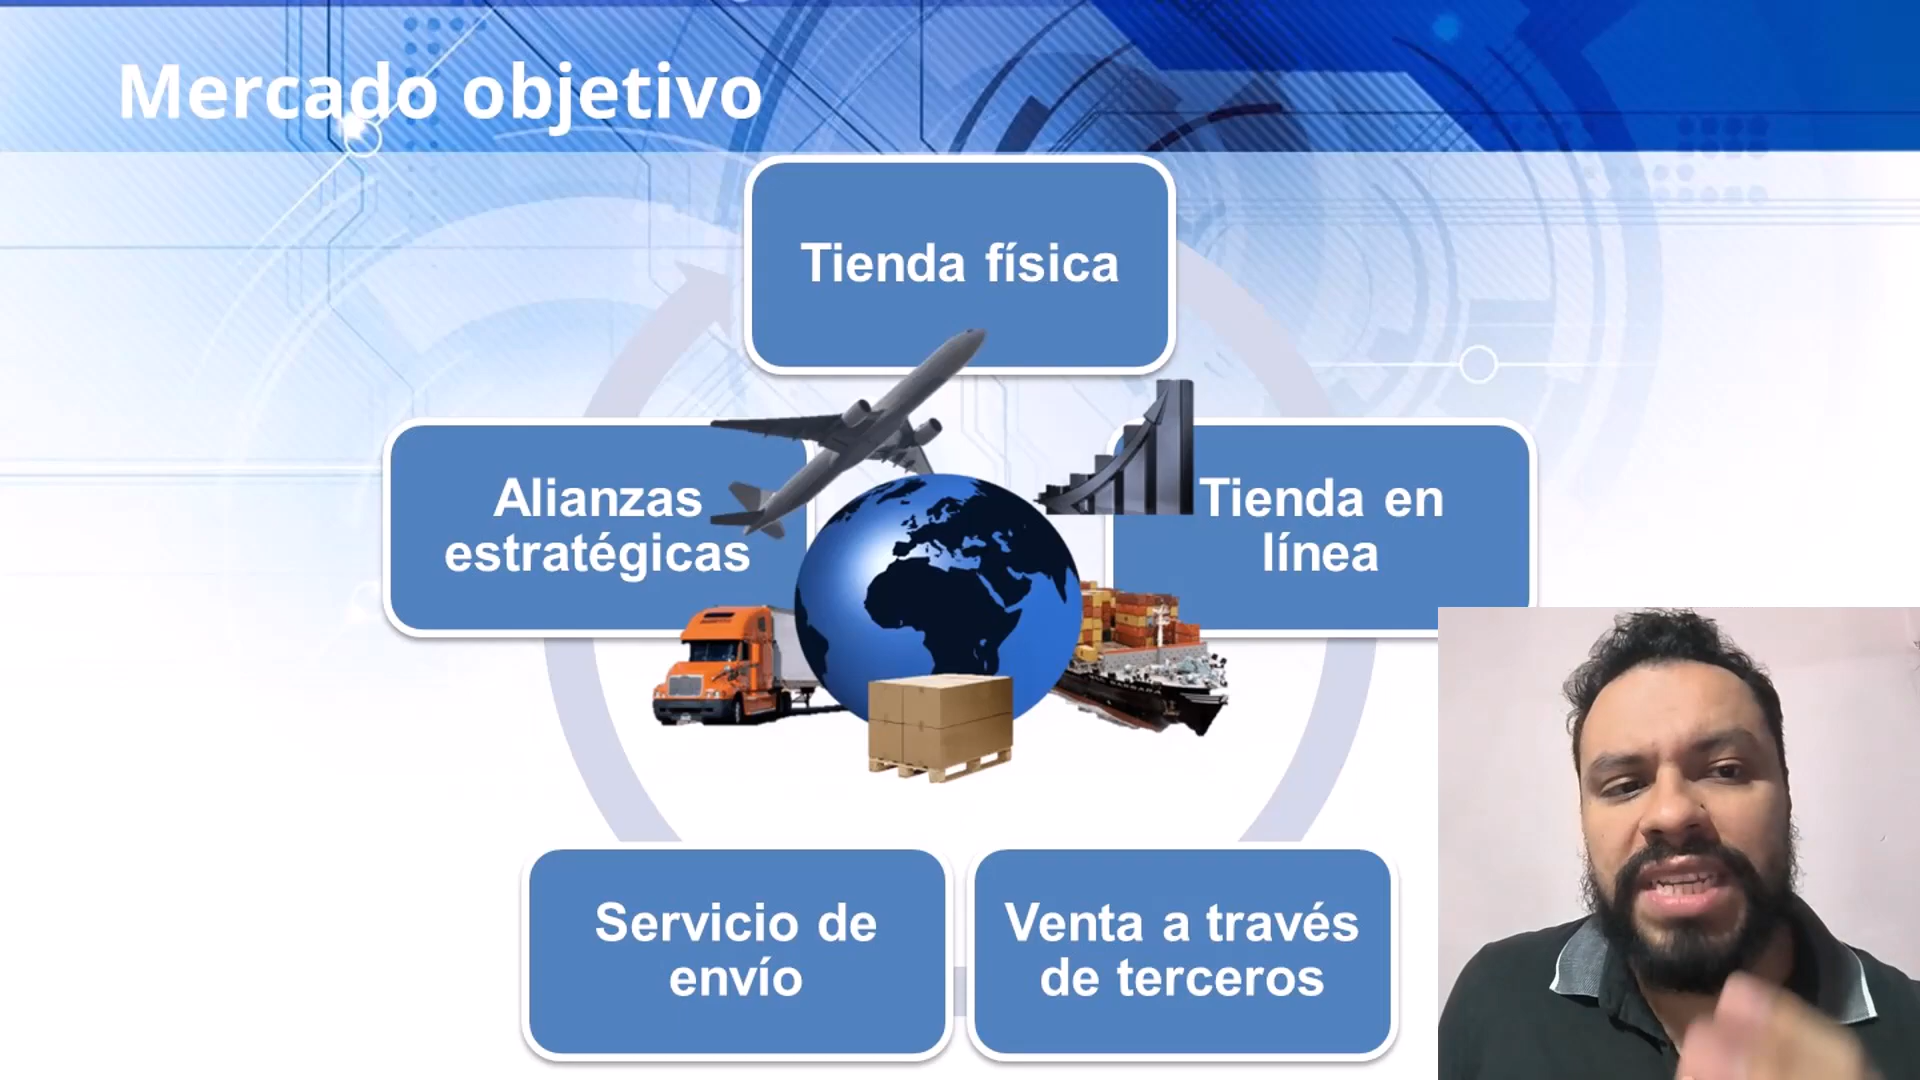 Mercado objetivo
Tienda física
Alianzas
estratégicas
Tienda en
línea
Servicio de
envío
Venta a través
de terceros